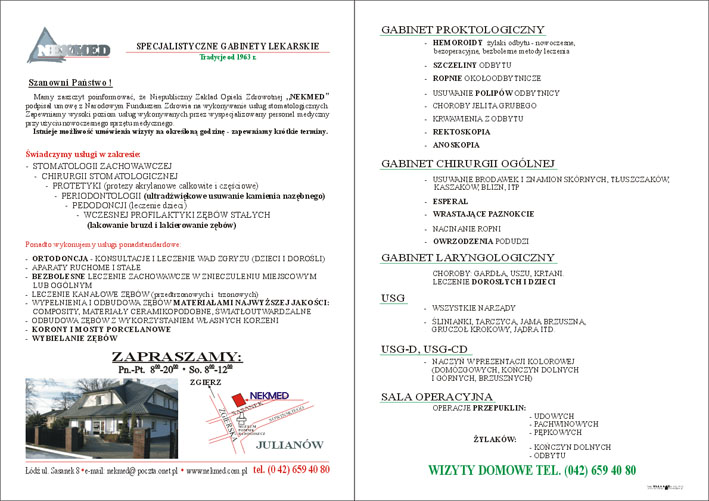 NEKMED
SPECJALISTYCZNE GABINETY LEKARSKIE
Tradycje od 1963 r.
Szanowni Państwo !
Mamy zaszczyt poinformować, że Niepubliczny Zakład Opieki Zdrowotnej „NEKMED”
podpisał umowę z Narodowym Funduszem Zdrowia na wykonywanie usług stomatologicznych.
Zapewniamy wysoki poziom usług wykonywanych przez wyspecjalizowany personel medyczny
przy użyciu nowoczesnego sprzętu medycznego.
Istnieje możliwość umówienia wizyty na określoną godzinę - zapewniamy krótkie terminy.
Świadczymy usługi w zakresie:
- STOMATOLOGII ZACHOWAWCZEJ
- CHIRURGII STOMATOLOGICZNEJ
- PROTETYKI (protezy akrylanowe całkowite i częściowe)
- PERIODONTOLOGII (ultradźwiękowe usuwanie kamienia nazębnego)
- PEDODONCJI (leczenie dzieci)
- WCZESNEJ PROFILAKTYKI ZĘBÓW STAŁYCH
(lakowanie bruzd i lakierowanie zębów)
Ponadto wykonujemy usługi ponadstandardowe:
- ORTODONCJA - KONSULTACJE I LECZENIE WAD ZGRYZU (DZIECI I DOROŚLI)
- APARATY RUCHOME I STAŁE
- BEZBOLESNE LECZENIE ZACHOWAWCZE W ZNIECZULENIU MIEJSCOWYM
LUB OGÓLNYM
- LECZENIE KANAŁOWE ZĘBÓW (przedtrzonowych i trzonowych)
- WYPEŁNIENIA I ODBUDOWA ZĘBÓW MATERIAŁAMI NAJWYŻSZEJ JAKOŚCI:
COMPOSITY, MATERIAŁY CERAMIKOPODOBNE, ŚWIATŁOUTWARDZALNE
- ODBUDOWA ZĘBÓW Z WYKORZYSTANIEM WŁASNYCH KORZENI
- KORONY I MOSTY PORCELANOWE
- WYBIELANIE ZĘBÓW
ZAPRASZAMY:
Pn.-Pt. 8⁰⁰-20⁰⁰ • So. 8⁰⁰-12⁰⁰
ZGIERZ
NEKMED
SASANEK
ZGIERSKA
JULIANÓW
Łódź ul. Sasanek 8 • e-mail: nekmed@poczta.onet.pl • www.nekmed.com.pl tel. (0 42) 659 40 80
GABINET PROKTOLOGICZNY
- HEMOROIDY żylaki odbytu - nowoczesne,
bezoperacyjne, bezbolesne metody leczenia
- SZCZELINY ODBYTU
- ROPNIE OKOŁOODBYTNICZE
- USUWANIE POLIPÓW ODBYTNICY
- CHOROBY JELITA GRUBEGO
- KRWAWIENIA Z ODBYTU
- REKTOSKOPIA
- ANOSKOPIA
GABINET CHIRURGII OGÓLNEJ
- USUWANIE BRODAWEK I ZNAMION SKÓRNYCH, TŁUSZCZAKÓW,
KASZAKÓW, BLIZN, ITP
- ESPERAL
- WRASTAJĄCE PAZNOKCIE
- NACINANIE ROPNI
- OWRZODZENIA PODUDZI
GABINET LARYNGOLOGICZNY
CHOROBY: GARDŁA, USZU, KRTANI.
LECZENIE DOROSŁYCH I DZIECI
USG
- WSZYSTKIE NARZĄDY
- ŚLINIANKI, TARCZYCA, JAMA BRZUSZNA,
GRUCZOŁ KROKOWY, JĄDRA ITD.
USG-D, USG-CD
- NACZYŃ W PREZENTACJI KOLOROWEJ
(DOMÓZGOWYCH, KOŃCZYN DOLNYCH
I GÓRNYCH, BRZUSZNYCH)
SALA OPERACYJNA
OPERACJE PRZEPUKLIN:
- UDOWYCH
- PACHWINOWYCH
- PĘPKOWYCH
ŻYLAKÓW:
- KOŃCZYN DOLNYCH
- ODBYTU
WIZYTY DOMOWE TEL. (042) 659 40 80